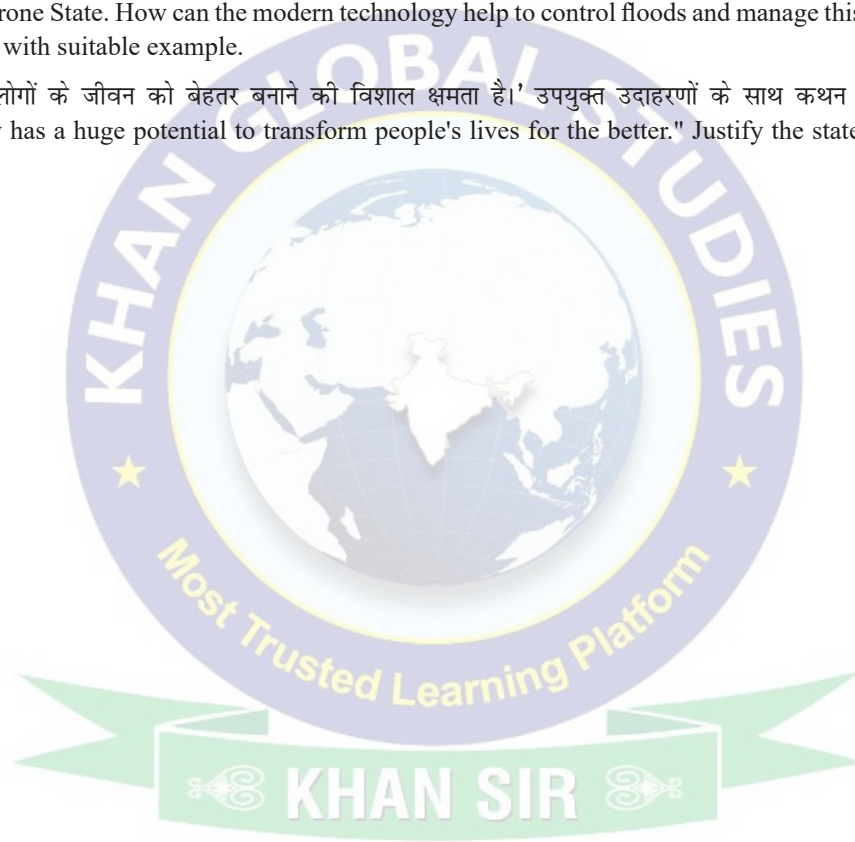 rone State. How can the modern technology help to control floods and manage this
with suitable example.
लोगों के जीवन को बेहतर बनाने की विशाल क्षमता है।' उपयुक्त उदाहरणों के साथ कथन
has a huge potential to transform people's lives for the better." Justify the state
KHAN GLOBAL STUDIES
Most Trusted Learning Platform
KHAN SIR